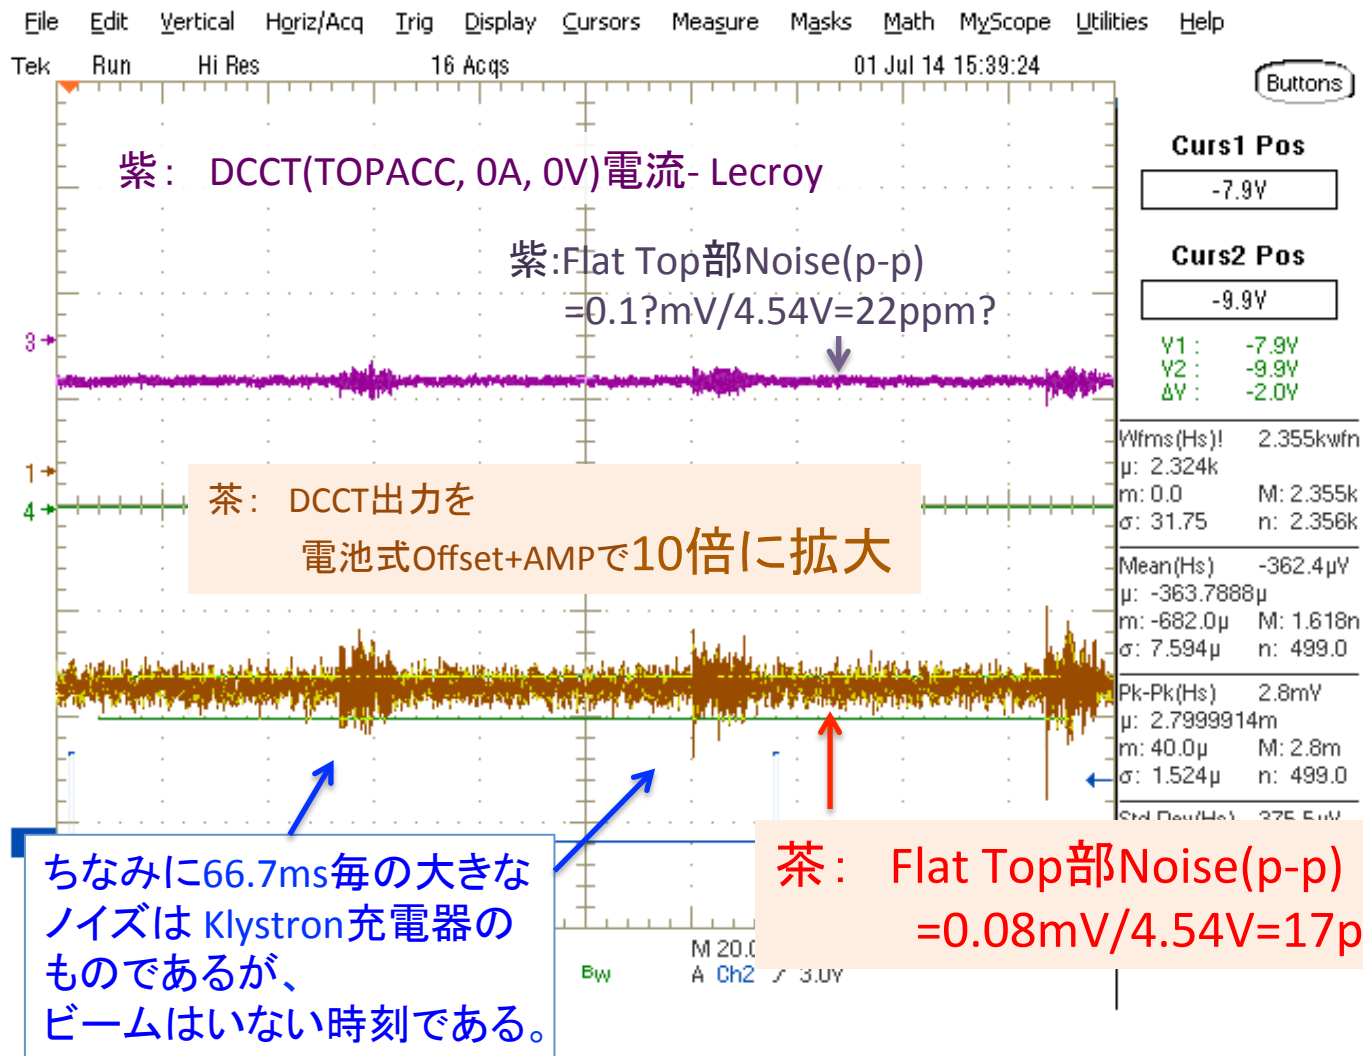 File Edit Vertical Horiz/Acq Trig Display Cursors Measure Masks Math MyScope Utilities Help
Tek Run Hi Res 16 Acqs 01 Jul 14 15:39:24
Buttons
紫： DCCT(TOPACC, 0A, 0V)電流- Lecroy
紫:Flat Top部Noise(p-p)
=0.1?mV/4.54V=22ppm?
3
1
4
茶： DCCT出力を
電池式Offset+AMPで10倍に拡大
Curs1 Pos
-7.9V
Curs2 Pos
-9.9V
V1 : -7.9V
V2 : -9.9V
ΔV : -2.0V
Wfms(Hs)! 2.355kwfn
μ: 2.324k
m: 0.0 M: 2.355k
σ: 31.75 n: 2.356k
Mean(Hs) -362.4μV
μ: -363.7888μ
m: -682.0μ M: 1.618n
σ: 7.594μ n: 499.0
Pk-Pk(Hs) 2.8mV
μ: 2.7999914m
m: 40.0μ M: 2.8m
σ: 1.524μ n: 499.0
ちなみに66.7ms毎の大きな
ノイズは Klystron充電器の
ものであるが、
ビームはいない時刻である。
茶： Flat Top部Noise(p-p)
=0.08mV/4.54V=17p
BW M 20.0
A Ch2 3.0V